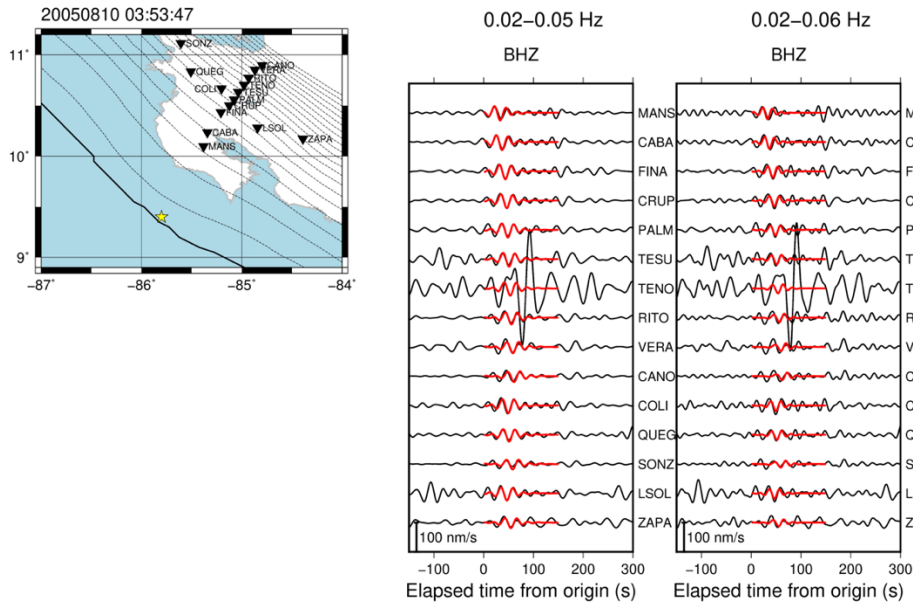 20050810 03:53:47
11°
10°
9°
−87°
−86°
−85°
−84°
SONZ
QUEG
CANO
VERA
RITO
COLI
TENO
TESU
PALM
CRUP
FINA
CABA
LSOL
MANS
ZAPA
0.02−0.05 Hz
BHZ
MANS
CABA
FINA
CRUP
PALM
TESU
TENO
RITO
VERA
CANO
COLI
QUEG
SONZ
LSOL
ZAPA
100 nm/s
−100
0
100
200
300
Elapsed time from origin (s)
0.02−0.06 Hz
BHZ
M
C
F
C
P
T
T
R
V
C
C
Q
S
L
Z
100 nm/s
−100
0
100
200
300
Elapsed time from origin (s)